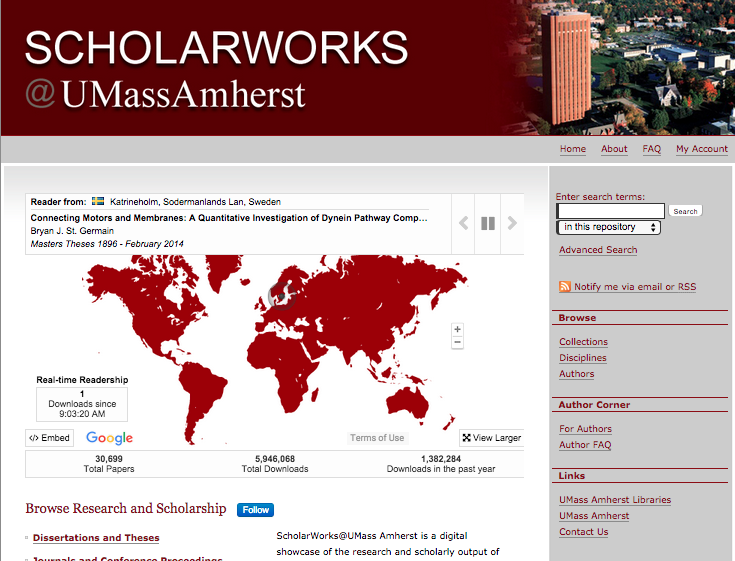 SCHOLARWORKS
@UMassAmherst
Home About FAQ My Account
Reader from: Katrineholm, Sodermanlands Lan, Sweden
Connecting Motors and Membranes: A Quantitative Investigation of Dynein Pathway Comp...
Bryan J. St. Germain
Masters Theses 1896 - February 2014
+
−
Real-time Readership
1
Downloads since
9:03:20 AM
</> Embed
Google
Terms of Use
View Larger
30,699 5,946,068 1,382,284
Total Papers Total Downloads Downloads in the past year
Browse Research and Scholarship Follow
Dissertations and Theses
Journals and Conference Proceedings
ScholarWorks@UMass Amherst is a digital
showcase of the research and scholarly output of
Enter search terms:
Search
in this repository
Advanced Search
Notify me via email or RSS
Browse
Collections
Disciplines
Authors
Author Corner
For Authors
Author FAQ
Links
UMass Amherst Libraries
UMass Amherst
Contact Us